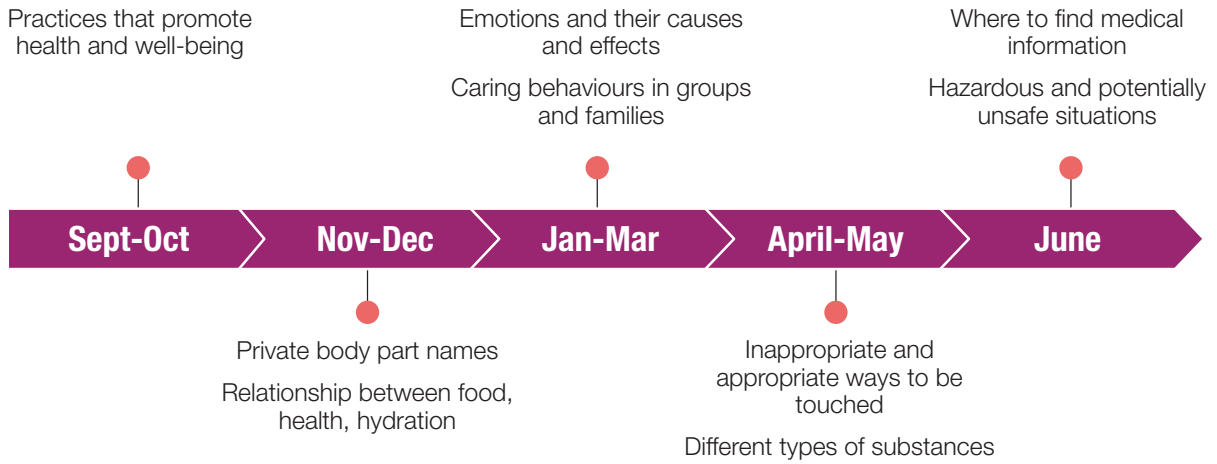 Practices that promote
health and well-being
Emotions and their causes
and effects
Caring behaviours in groups
and families
Where to find medical
information
Hazardous and potentially
unsafe situations
Sept-Oct
Nov-Dec
Jan-Mar
April-May
June
Private body part names
Relationship between food,
health, hydration
Inappropriate and
appropriate ways to be
touched
Different types of substances